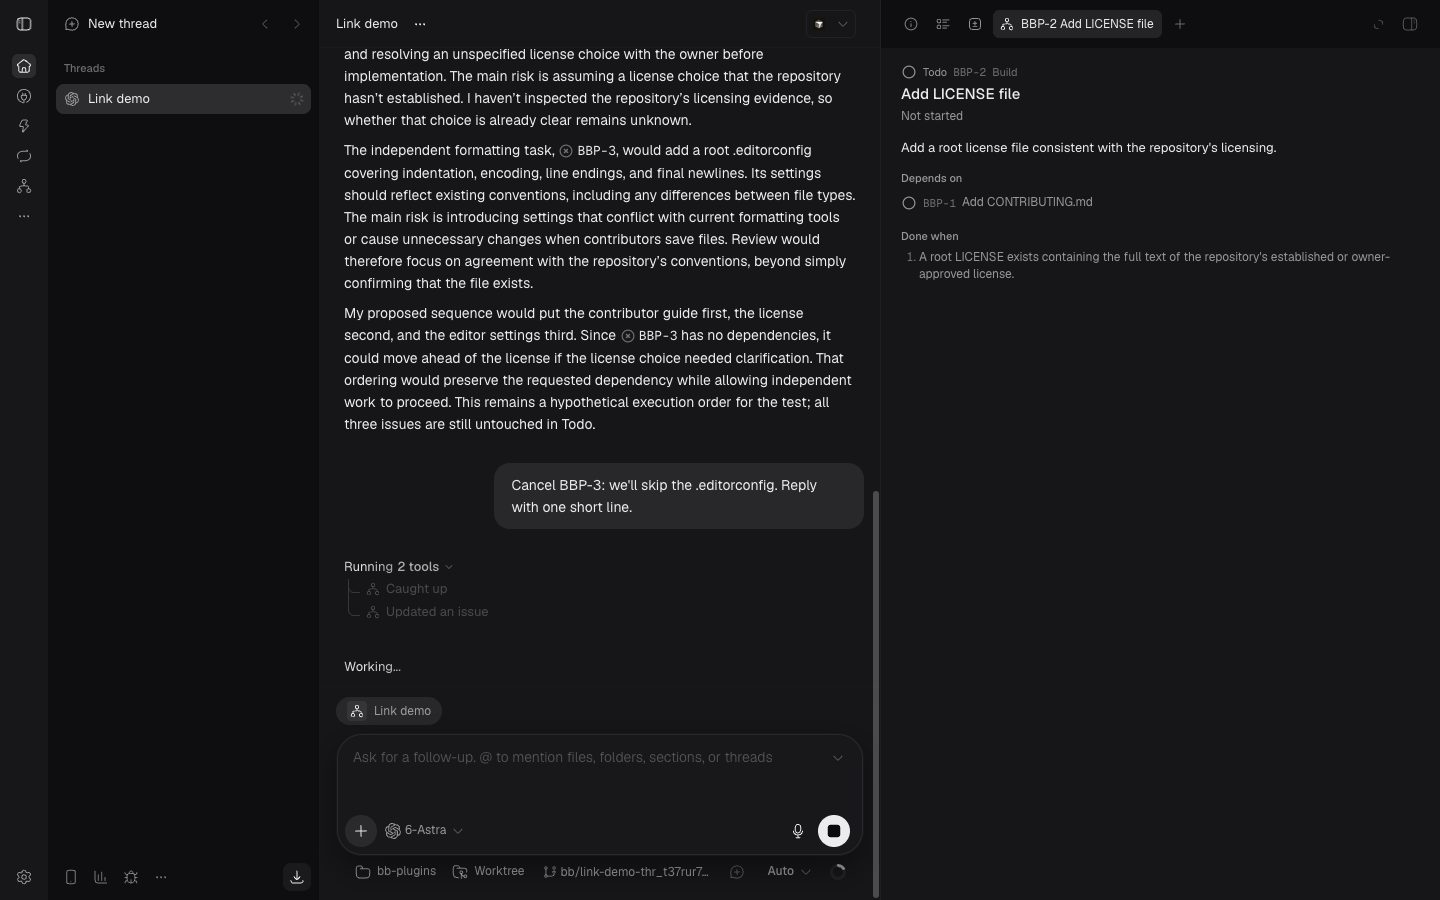 New thread
Threads
Link demo
Link demo
and resolving an unspecified license choice with the owner before
implementation. The main risk is assuming a license choice that the repository
hasn't established. I haven't inspected the repository's licensing evidence, so
whether that choice is already clear remains unknown.
The independent formatting task, BBP-3, would add a root .editorconfig
covering indentation, encoding, line endings, and final newlines. Its settings
should reflect existing conventions, including any differences between file types.
The main risk is introducing settings that conflict with current formatting tools
or cause unnecessary changes when contributors save files. Review would
therefore focus on agreement with the repository's conventions, beyond simply
confirming that the file exists.
My proposed sequence would put the contributor guide first, the license
second, and the editor settings third. Since BBP-3 has no dependencies, it
could move ahead of the license if the license choice needed clarification. That
ordering would preserve the requested dependency while allowing independent
work to proceed. This remains a hypothetical execution order for the test; all
three issues are still untouched in Todo.
Cancel BBP-3: we'll skip the .editorconfig. Reply
with one short line.
Running 2 tools
Caught up
Updated an issue
Working...
Link demo
Ask for a follow-up. @ to mention files, folders, sections, or threads
6-Astra
bb-plugins Worktree bb/link-demo-thr_t37rur7... Auto
BBP-2 Add LICENSE file
Todo BBP-2 Build
Add LICENSE file
Not started
Add a root license file consistent with the repository's licensing.
Depends on
BBP-1 Add CONTRIBUTING.md
Done when
1. A root LICENSE exists containing the full text of the repository's established or owner-
approved license.